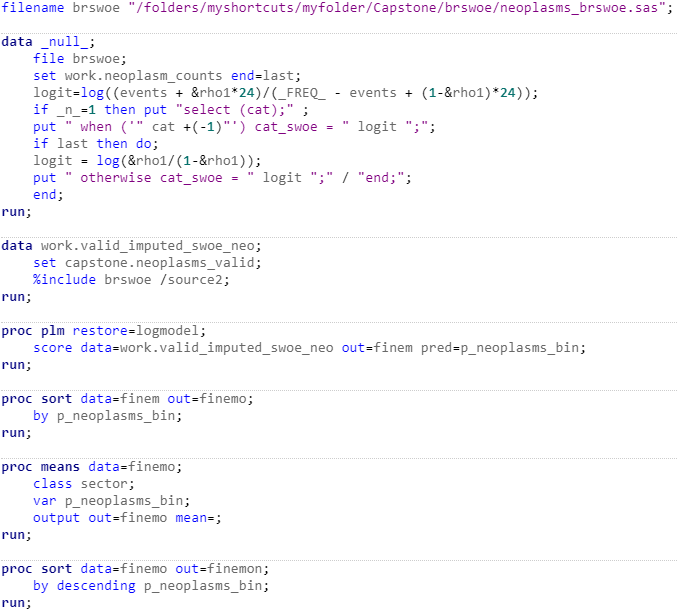 filename brswoe "/folders/myshortcuts/myfolder/Capstone/brswoe/neoplasms_brswoe.sas";
data _null_;
    file brswoe;
    set work.neoplasm_counts end=last;
    logit=log((events + &rho1*24)/(_FREQ_ - events + (1-&rho1)*24));
    if _n_=1 then put "select (cat);" ;
    put " when ('" cat +(-1)"') cat_swoe = " logit ";";
    if last then do;
    logit = log(&rho1/(1-&rho1));
    put " otherwise cat_swoe = " logit ";" / "end;";
    end;
run;
data work.valid_imputed_swoe_neo;
    set capstone.neoplasms_valid;
    %include brswoe /source2;
run;
proc plm restore=logmodel;
    score data=work.valid_imputed_swoe_neo out=finem pred=p_neoplasms_bin;
run;
proc sort data=finem out=finemo;
    by p_neoplasms_bin;
run;
proc means data=finemo;
    class sector;
    var p_neoplasms_bin;
    output out=finemo mean=;
run;
proc sort data=finemo out=finemon;
    by descending p_neoplasms_bin;
run;